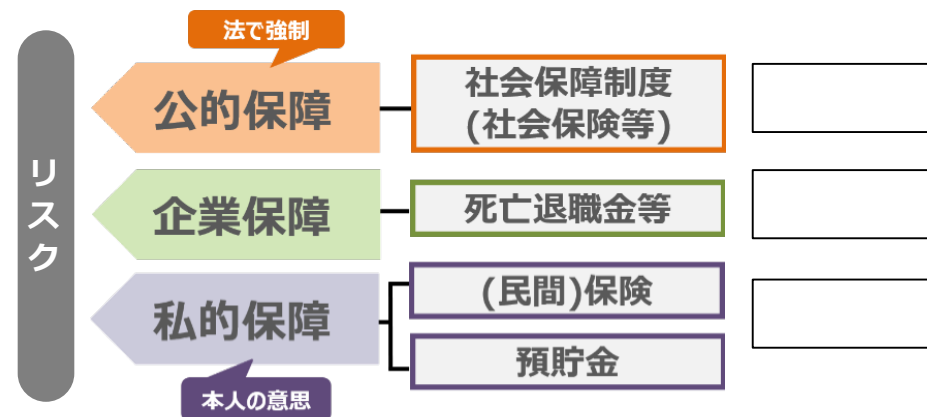 法で強制
リスク
公的保障
社会保障制度
(社会保険等)
企業保障
死亡退職金等
私的保障
(民間)保険
預貯金
本人の意思